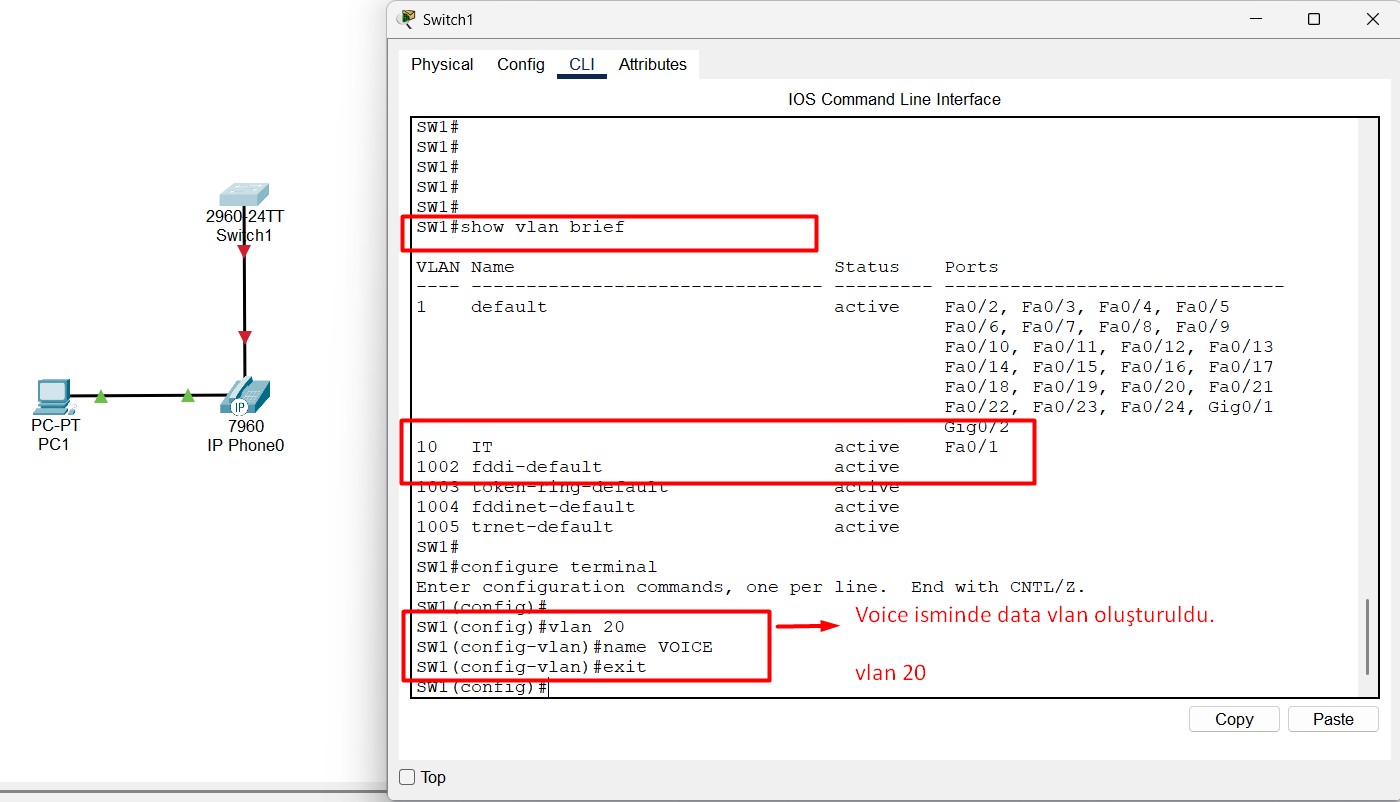 Switch1
Physical Config CLI Attributes
IOS Command Line Interface
SW1#
SW1#
SW1#
SW1#
SW1#
SW1#show vlan brief
VLAN Name Status Ports
---- -------------------------------- --------- -------------------------------
1 default active Fa0/2, Fa0/3, Fa0/4, Fa0/5
Fa0/6, Fa0/7, Fa0/8, Fa0/9
Fa0/10, Fa0/11, Fa0/12, Fa0/13
Fa0/14, Fa0/15, Fa0/16, Fa0/17
Fa0/18, Fa0/19, Fa0/20, Fa0/21
Fa0/22, Fa0/23, Fa0/24, Gig0/1
Gig0/2
10 IT active Fa0/1
1002 fddi-default active
1003 token-ring-default active
1004 fddinet-default active
1005 trnet-default active
SW1#
SW1#configure terminal
Enter configuration commands, one per line. End with CNTL/Z.
SW1(config)#
SW1(config)#vlan 20
SW1(config-vlan)#name VOICE
SW1(config-vlan)#exit
SW1(config)#
Voice isminde data vlan oluşturuldu.
vlan 20
Copy Paste
Top
2960-24TT
Switch1
PC-PT
PC1
IP
7960
IP Phone0